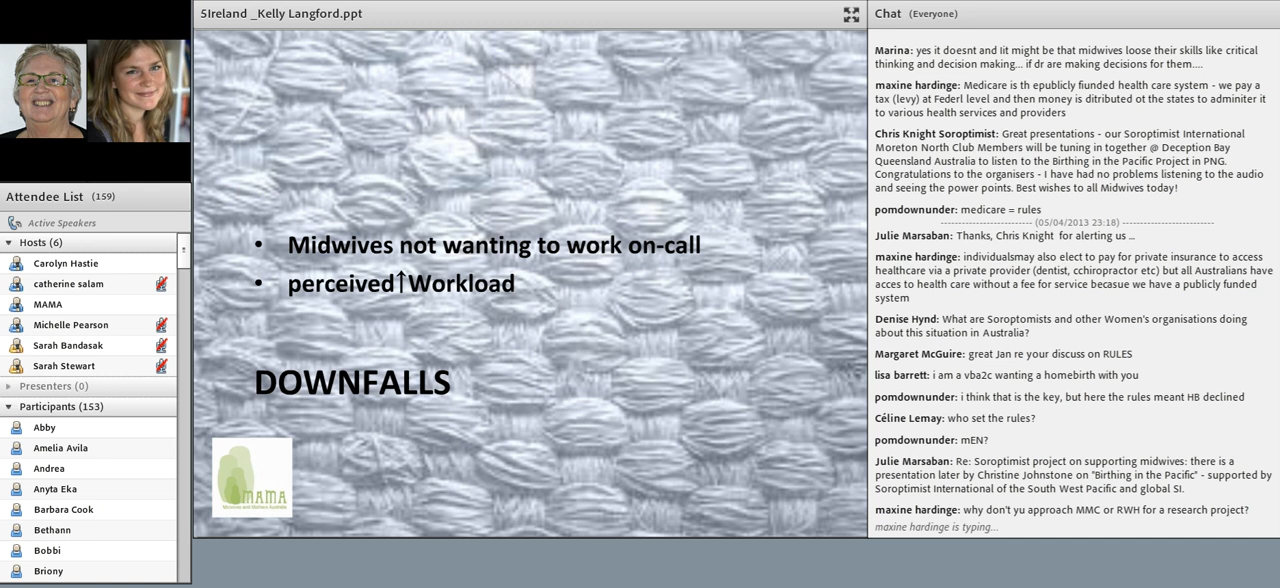 5Ireland _Kelly Langford.ppt
Attendee List (159)
Active Speakers
Hosts (6)
Carolyn Hastie
catherine salam
MAMA
Michelle Pearson
Sarah Bandasak
Sarah Stewart
Presenters (0)
Participants (153)
Abby
Amelia Avila
Andrea
Anyta Eka
Barbara Cook
Bethann
Bobbi
Briony
• Midwives not wanting to work on-call
• perceived↑Workload
DOWNFALLS
MAMA
Midwives and Mothers Australia
Chat (Everyone)
Marina: yes it doesnt and Iit might be that midwives loose their skills like critical
thinking and decision making... if dr are making decisions for them....
maxine hardinge: Medicare is th epublicly fiunded health care system - we pay a
tax (levy) at Federl level and then money is ditributed ot the states to adminiter it
to various health services and providers
Chris Knight Soroptimist: Great presentations - our Soroptimist International
Moreton North Club Members will be tuning in together @ Deception Bay
Queensland Australia to listen to the Birthing in the Pacific Project in PNG.
Congratulations to the organisers - I have had no problems listening to the audio
and seeing the power points. Best wishes to all Midwives today!
pomdownunder: medicare = rules
(05/04/2013 23:18)
Julie Marsaban: Thanks, Chris Knight for alerting us ...
maxine hardinge: individualsmay also elect to pay for private insurance to access
healthcare via a private provider (dentist, cchiropractor etc) but all Australians have
acces to health care without a fee for service becasue we have a publicly funded
system
Denise Hynd: What are Soroptomists and other Women's organisations doing
about this situation in Australia?
Margaret McGuire: great Jan re your discuss on RULES
lisa barrett: i am a vba2c wanting a homebirth with you
pomdownunder: i think that is the key, but here the rules meant HB declined
Céline Lemay: who set the rules?
pomdownunder: mEN?
Julie Marsaban: Re: Soroptimist project on supporting midwives: there is a
presentation later by Christine Johnstone on "Birthing in the Pacific" - supported by
Soroptimist International of the South West Pacific and global SI.
maxine hardinge: why don't yu approach MMC or RWH for a research project?
maxine hardinge is typing...